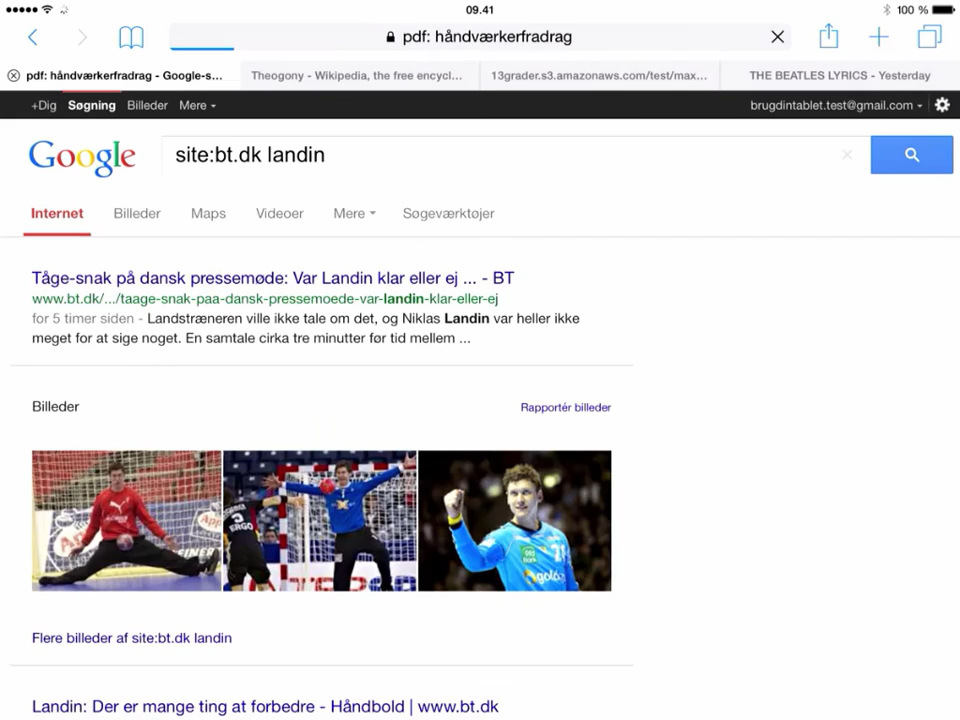 09.41
100 %
pdf: håndværkerfradrag
pdf: håndværkerfradrag - Google-s...
Theogony - Wikipedia, the free encycl...
13grader.s3.amazonaws.com/test/max...
THE BEATLES LYRICS - Yesterday
+Dig Søgning Billeder Mere
brugdintablet.test@gmail.com
Google
site:bt.dk landin
Internet Billeder Maps Videoer Mere Søgeværktøjer
Tåge-snak på dansk pressemøde: Var Landin klar eller ej ... - BT
www.bt.dk/.../taage-snak-paa-dansk-pressemoede-var-landin-klar-eller-ej
for 5 timer siden - Landstræneren ville ikke tale om det, og Niklas Landin var heller ikke
meget for at sige noget. En samtale cirka tre minutter før tid mellem ...
Billeder
Rapportér billeder
3
ERGO
Flere billeder af site:bt.dk landin
Landin: Der er mange ting at forbedre - Håndbold | www.bt.dk